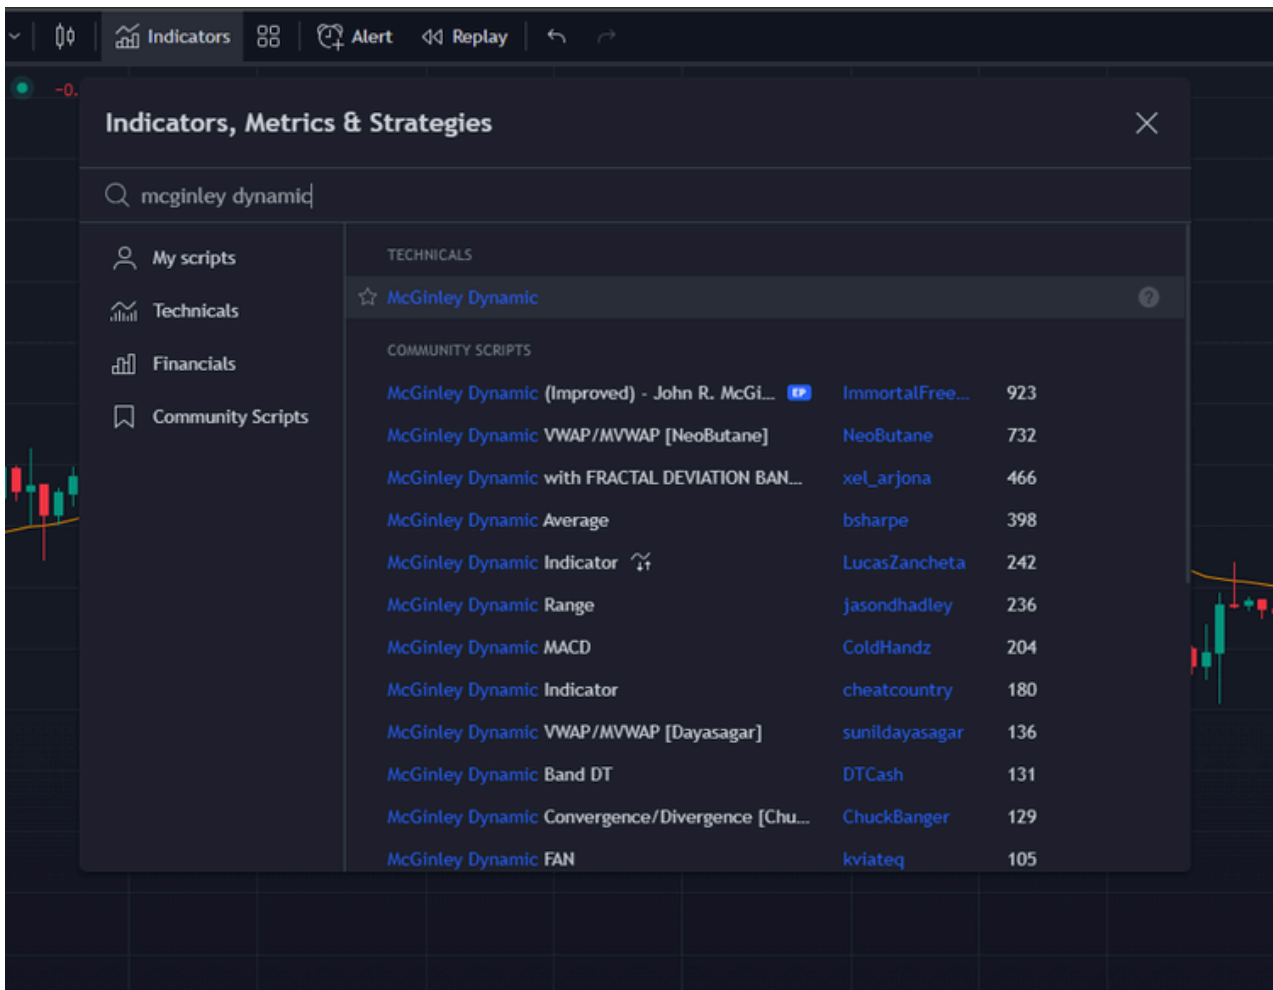 Indicators Alert Replay
-0.
Indicators, Metrics & Strategies
mcginley dynamic
My scripts
Technicals
Financials
Community Scripts
TECHNICALS
McGinley Dynamic ?
COMMUNITY SCRIPTS
McGinley Dynamic (Improved) - John R. McGi... EP ImmortalFree... 923
McGinley Dynamic VWAP/MVWAP [NeoButane] NeoButane 732
McGinley Dynamic with FRACTAL DEVIATION BAN... xel_arjona 466
McGinley Dynamic Average bsharpe 398
McGinley Dynamic Indicator LucasZancheta 242
McGinley Dynamic Range jasondhadley 236
McGinley Dynamic MACD ColdHandz 204
McGinley Dynamic Indicator cheatcountry 180
McGinley Dynamic VWAP/MVWAP [Dayasagar] sunildayasagar 136
McGinley Dynamic Band DT DTCash 131
McGinley Dynamic Convergence/Divergence [Chu... ChuckBanger 129
McGinley Dynamic FAN kviateq 105